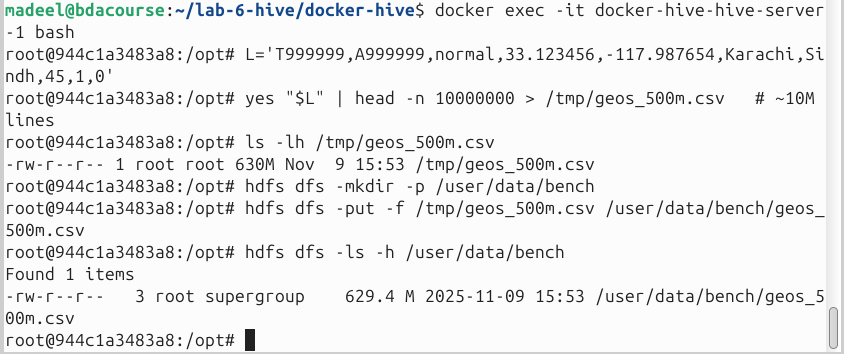 madeel@bdacourse:~/lab-6-hive/docker-hive$ docker exec -it docker-hive-hive-server
-1 bash
root@944c1a3483a8:/opt# L='T999999,A999999,normal,33.123456,-117.987654,Karachi,Si
ndh,45,1,0'
root@944c1a3483a8:/opt# yes "$L" | head -n 10000000 > /tmp/geos_500m.csv   # ~10M
lines
root@944c1a3483a8:/opt# ls -lh /tmp/geos_500m.csv
-rw-r--r-- 1 root root 630M Nov  9 15:53 /tmp/geos_500m.csv
root@944c1a3483a8:/opt# hdfs dfs -mkdir -p /user/data/bench
root@944c1a3483a8:/opt# hdfs dfs -put -f /tmp/geos_500m.csv /user/data/bench/geos_
500m.csv
root@944c1a3483a8:/opt# hdfs dfs -ls -h /user/data/bench
Found 1 items
-rw-r--r--   3 root supergroup    629.4 M 2025-11-09 15:53 /user/data/bench/geos_5
00m.csv
root@944c1a3483a8:/opt#